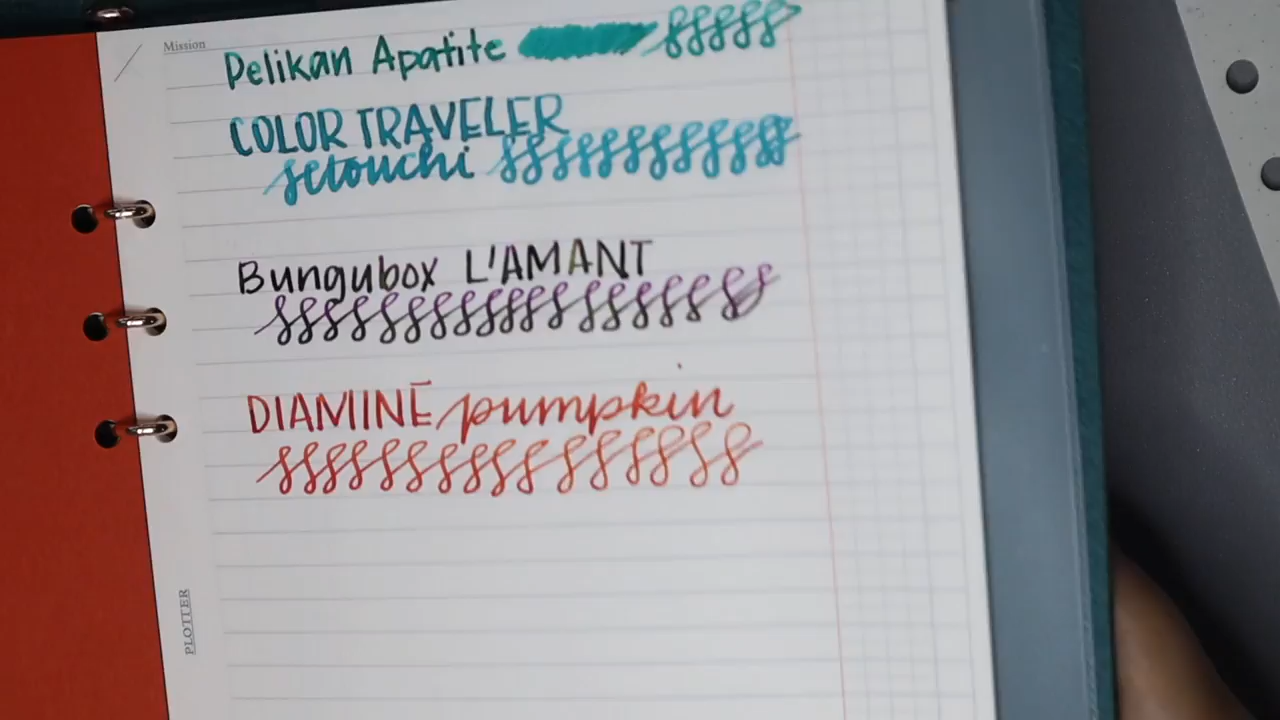 Mission
Pelikan Apatite
COLOR TRAVELER
setouchi
Bungubox L'AMANT
DIAMINE pumpkin
PLOTTER